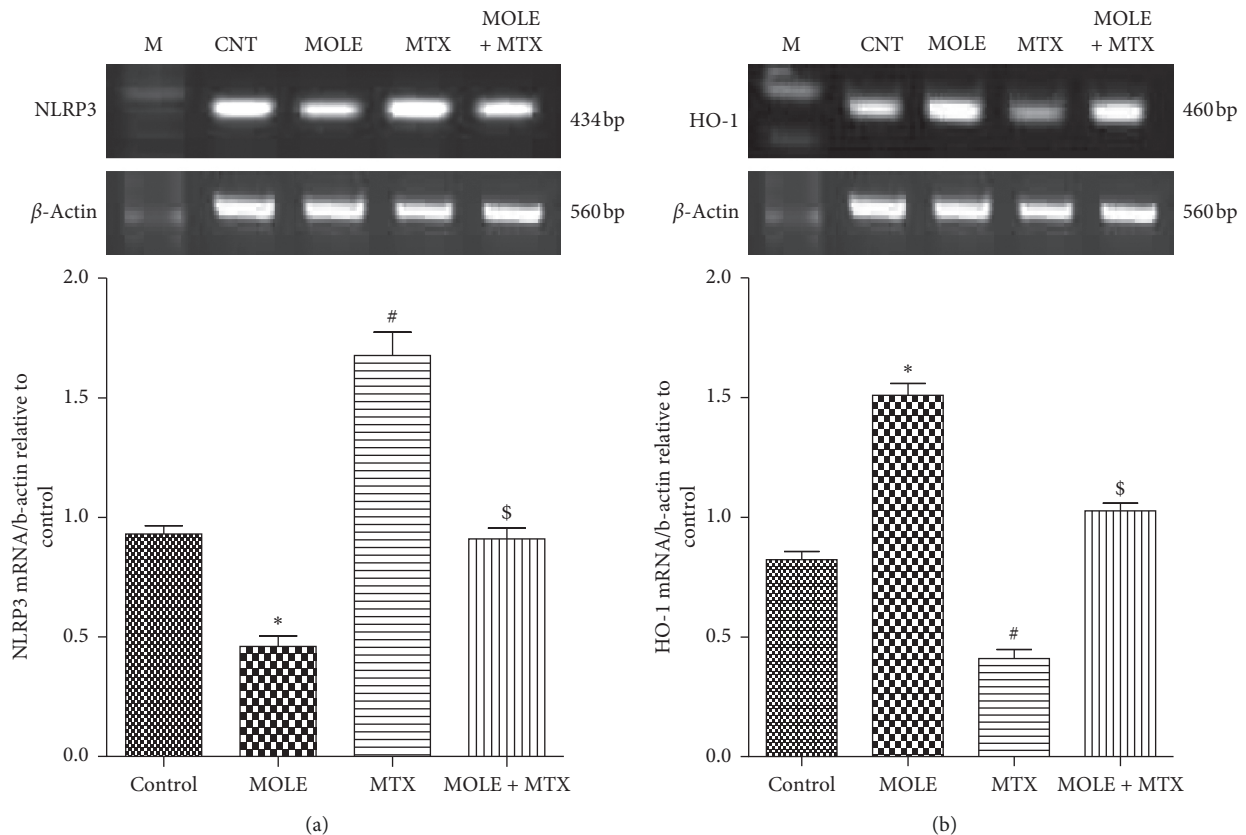 M CNT MOLE MTX MOLE
+ MTX
NLRP3
434 bp
β-Actin
560 bp
NLRP3 mRNA/b-actin relative to
control
2.0
1.5
1.0
0.5
0.0
*
#
$
Control MOLE MTX MOLE + MTX
(a)
M CNT MOLE MTX MOLE
+ MTX
HO-1
460 bp
β-Actin
560 bp
HO-1 mRNA/b-actin relative to
control
2.0
1.5
1.0
0.5
0.0
*
#
$
Control MOLE MTX MOLE + MTX
(b)